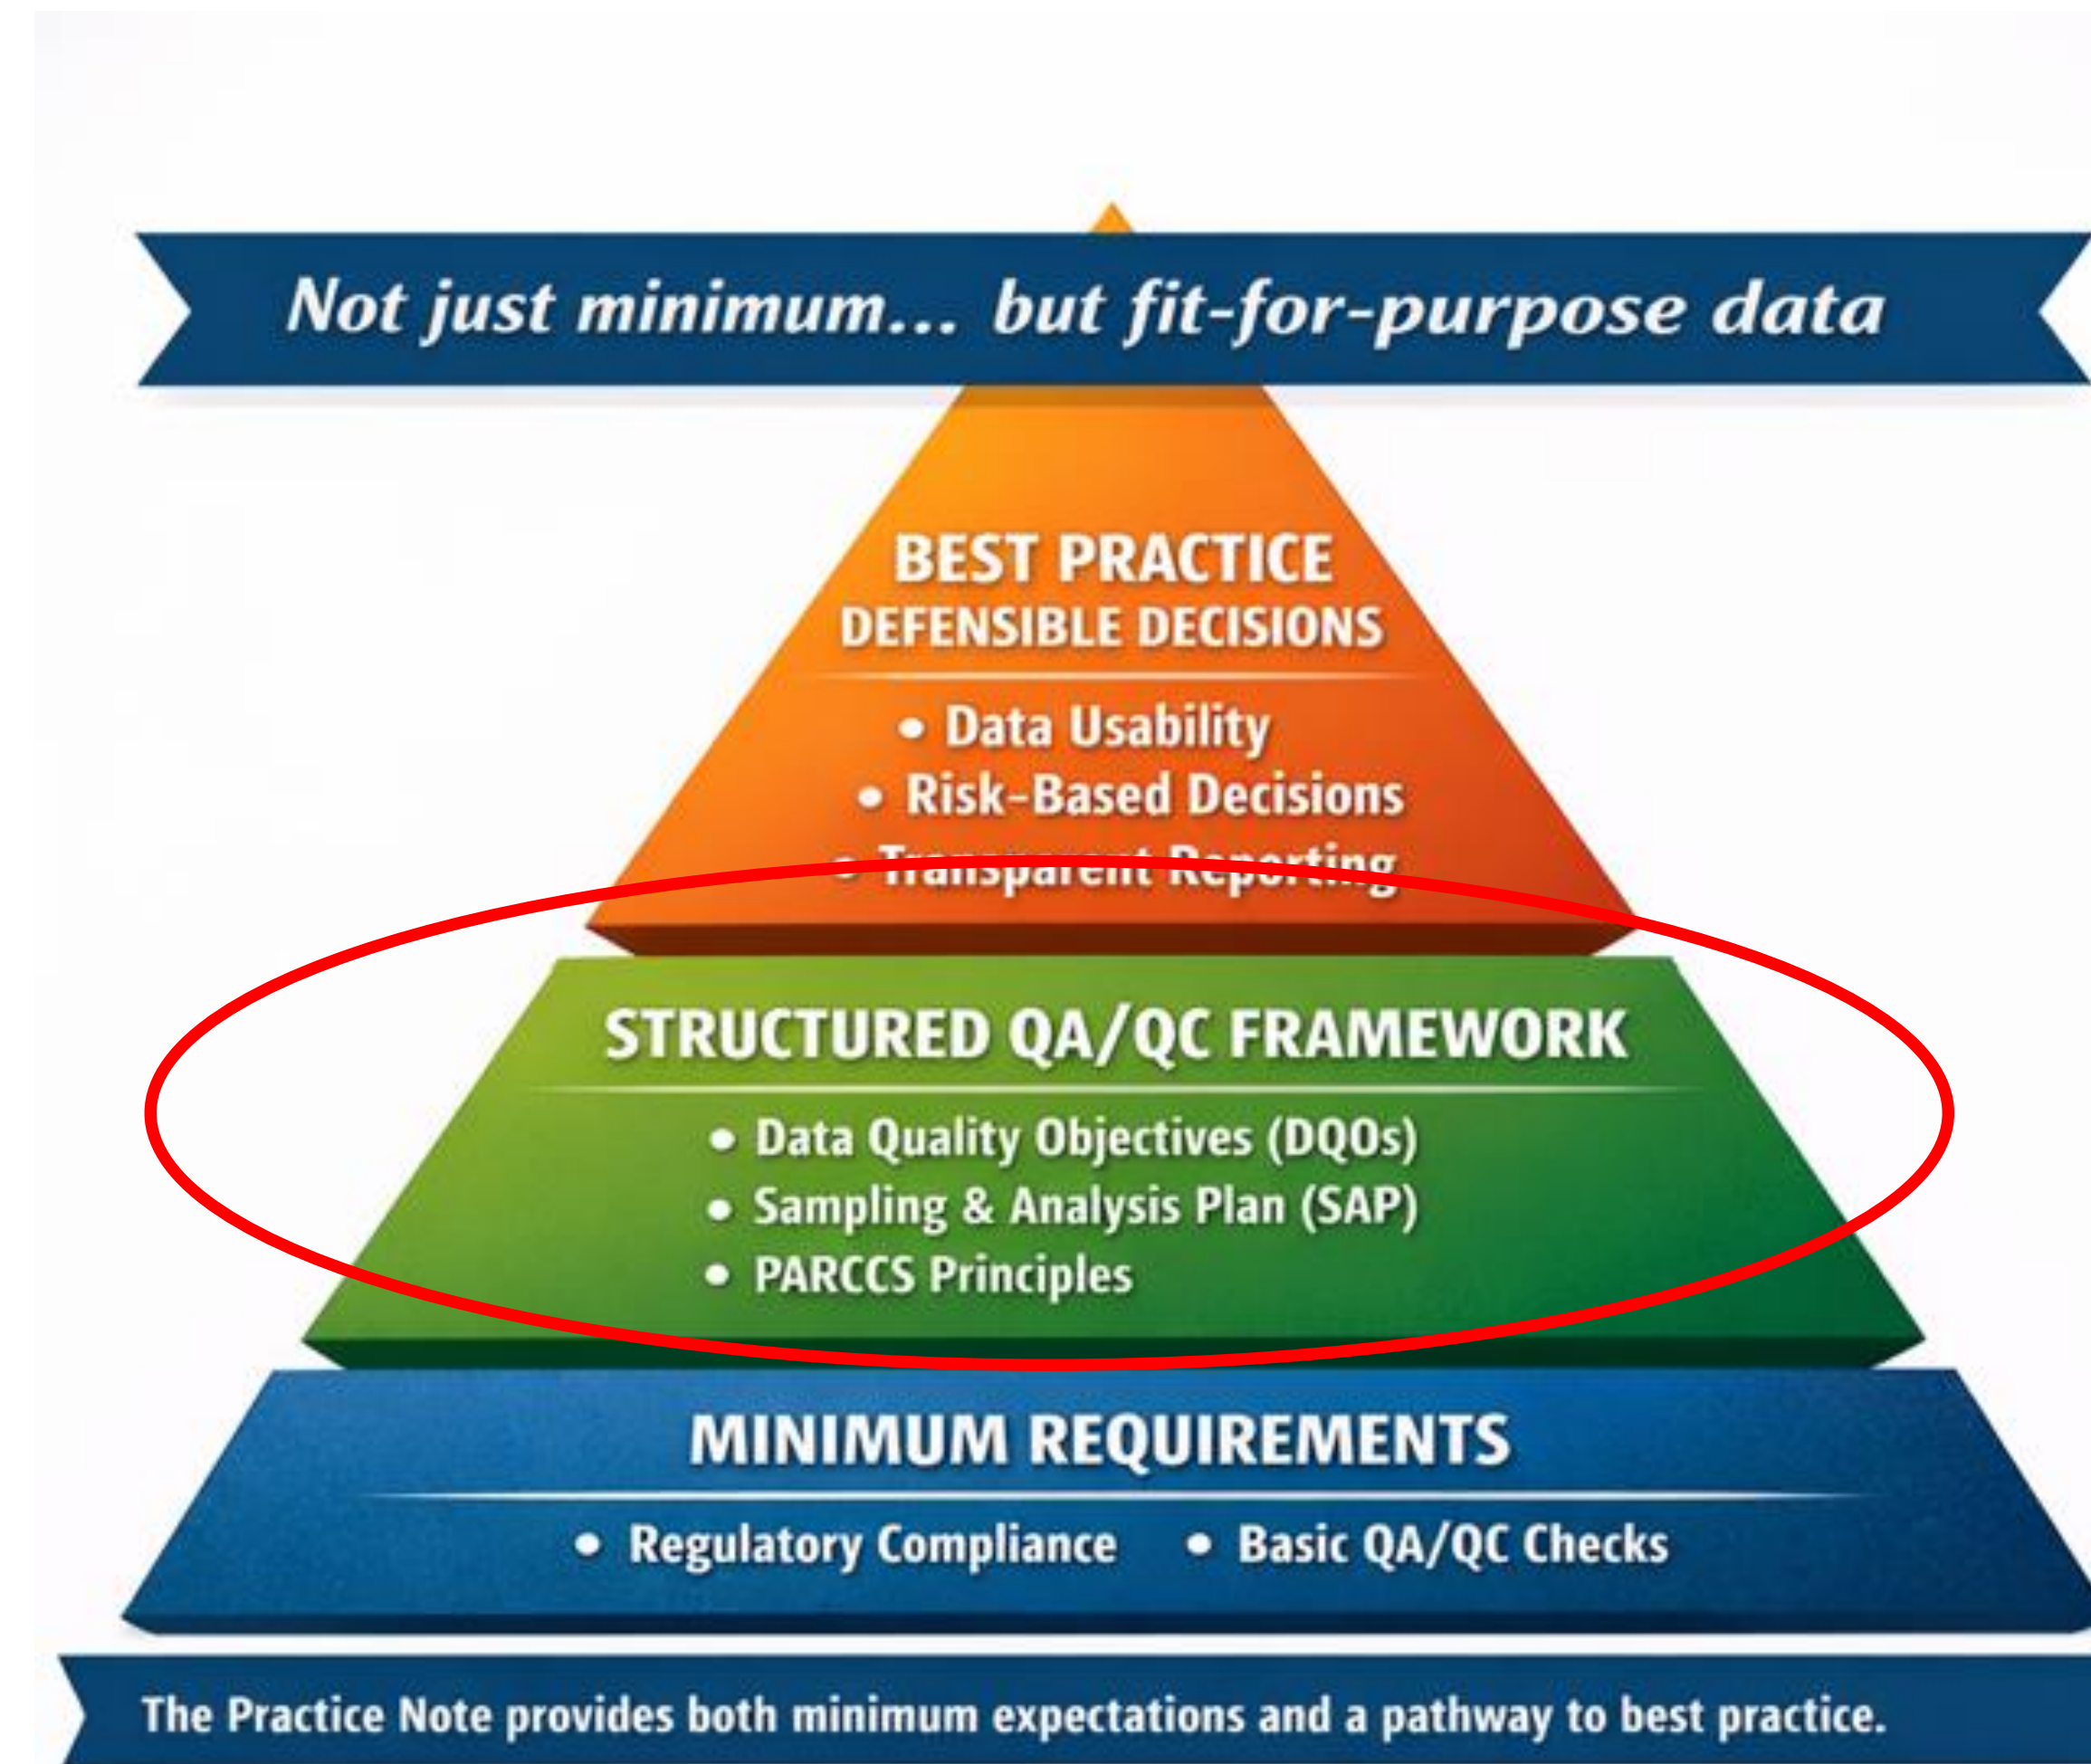 Not just minimum... but fit-for-purpose data
BEST PRACTICE
DEFENSIBLE DECISIONS
• Data Usability
• Risk-Based Decisions
• Transparent Reporting
STRUCTURED QA/QC FRAMEWORK
• Data Quality Objectives (DQOs)
• Sampling & Analysis Plan (SAP)
• PARCCS Principles
MINIMUM REQUIREMENTS
• Regulatory Compliance • Basic QA/QC Checks
The Practice Note provides both minimum expectations and a pathway to best practice.